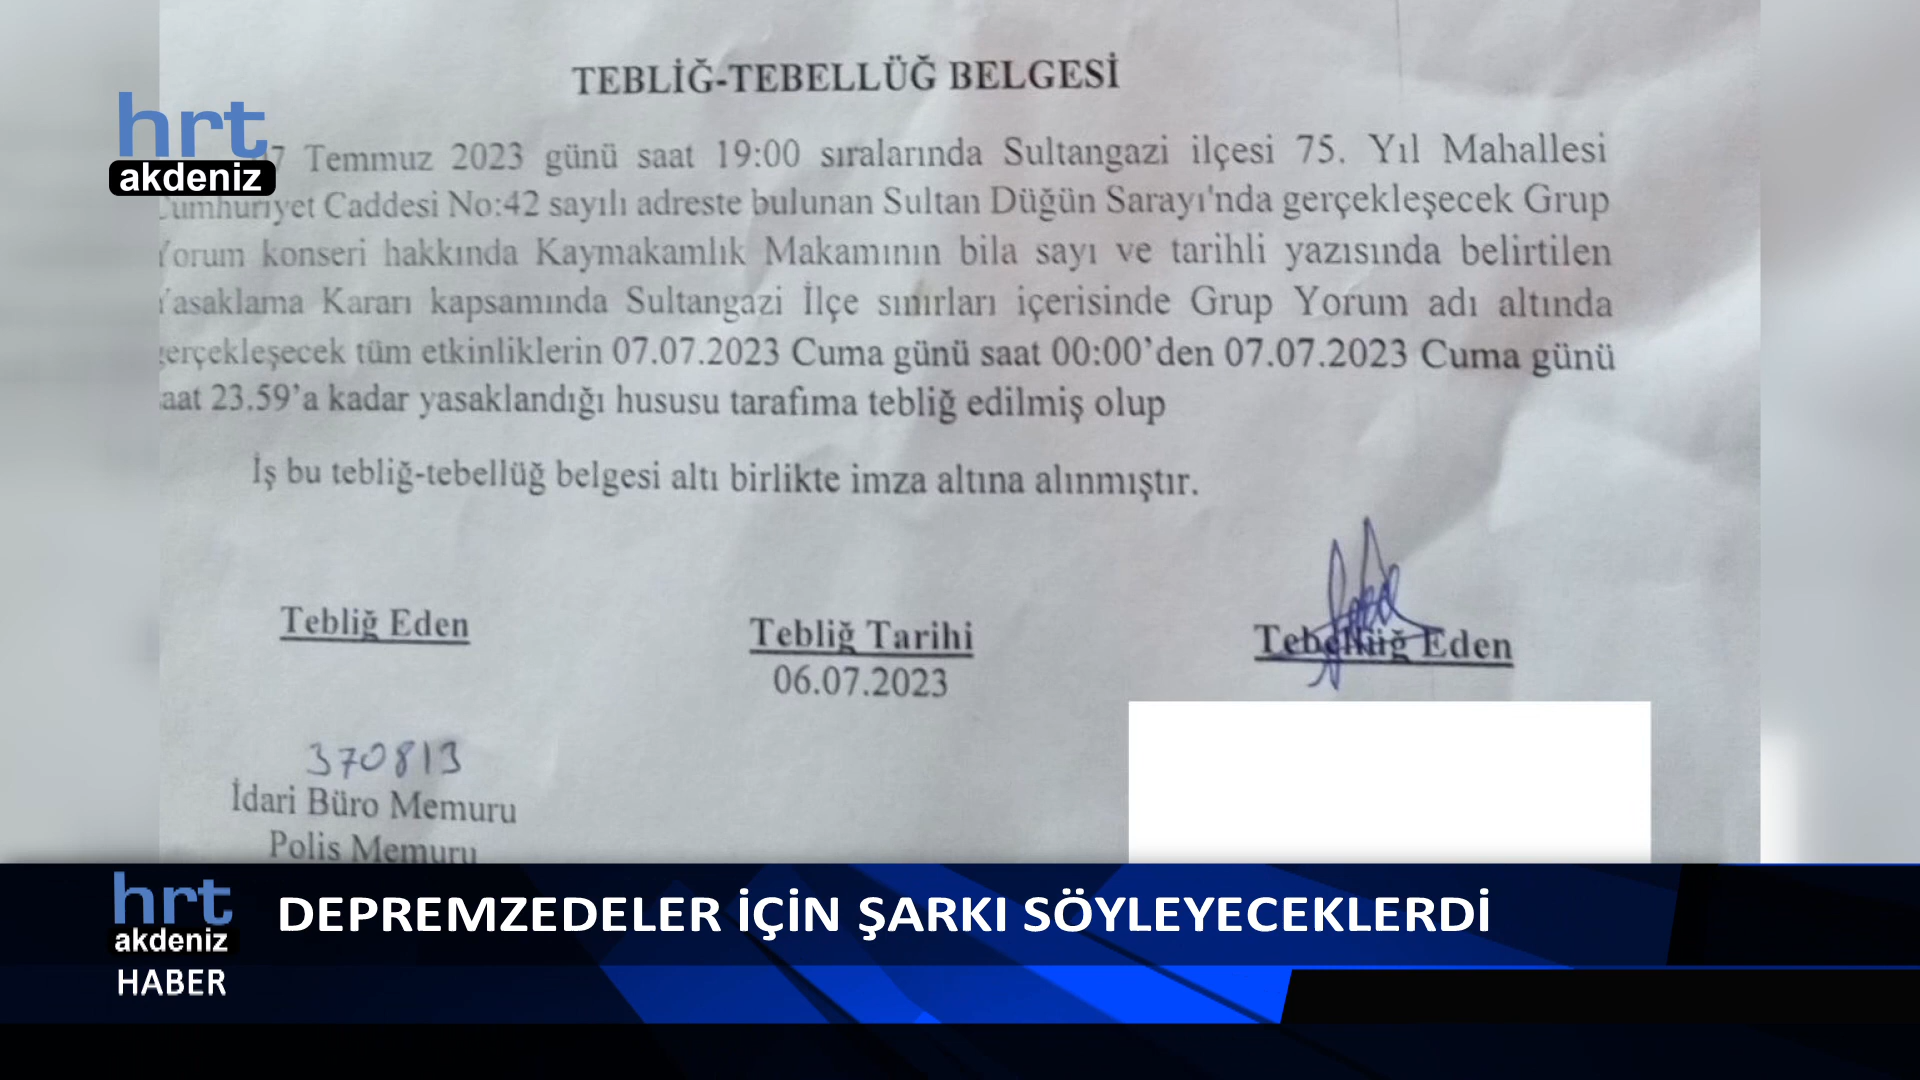 TEBLİĞ-TEBELLÜĞ BELGESİ
hrt
akdeniz
7 Temmuz 2023 günü saat 19:00 sıralarında Sultangazi ilçesi 75. Yıl Mahallesi
Cumhuriyet Caddesi No:42 sayılı adreste bulunan Sultan Düğün Sarayı'nda gerçekleşecek Grup
Yorum konseri hakkında Kaymakamlık Makamının bila sayı ve tarihli yazısında belirtilen
Yasaklama Kararı kapsamında Sultangazi İlçe sınırları içerisinde Grup Yorum adı altında
gerçekleşecek tüm etkinliklerin 07.07.2023 Cuma günü saat 00:00’den 07.07.2023 Cuma günü
aat 23.59’a kadar yasaklandığı hususu tarafıma tebliğ edilmiş olup
İş bu tebliğ-tebellüğ belgesi altı birlikte imza altına alınmıştır.
Tebliğ Eden
Tebliğ Tarihi
06.07.2023
Tebellüğ Eden
370813
İdari Büro Memuru
Polis Memuru
hrt
akdeniz
HABER
DEPREMZEDELER İÇİN ŞARKI SÖYLEYECEKLERDİ